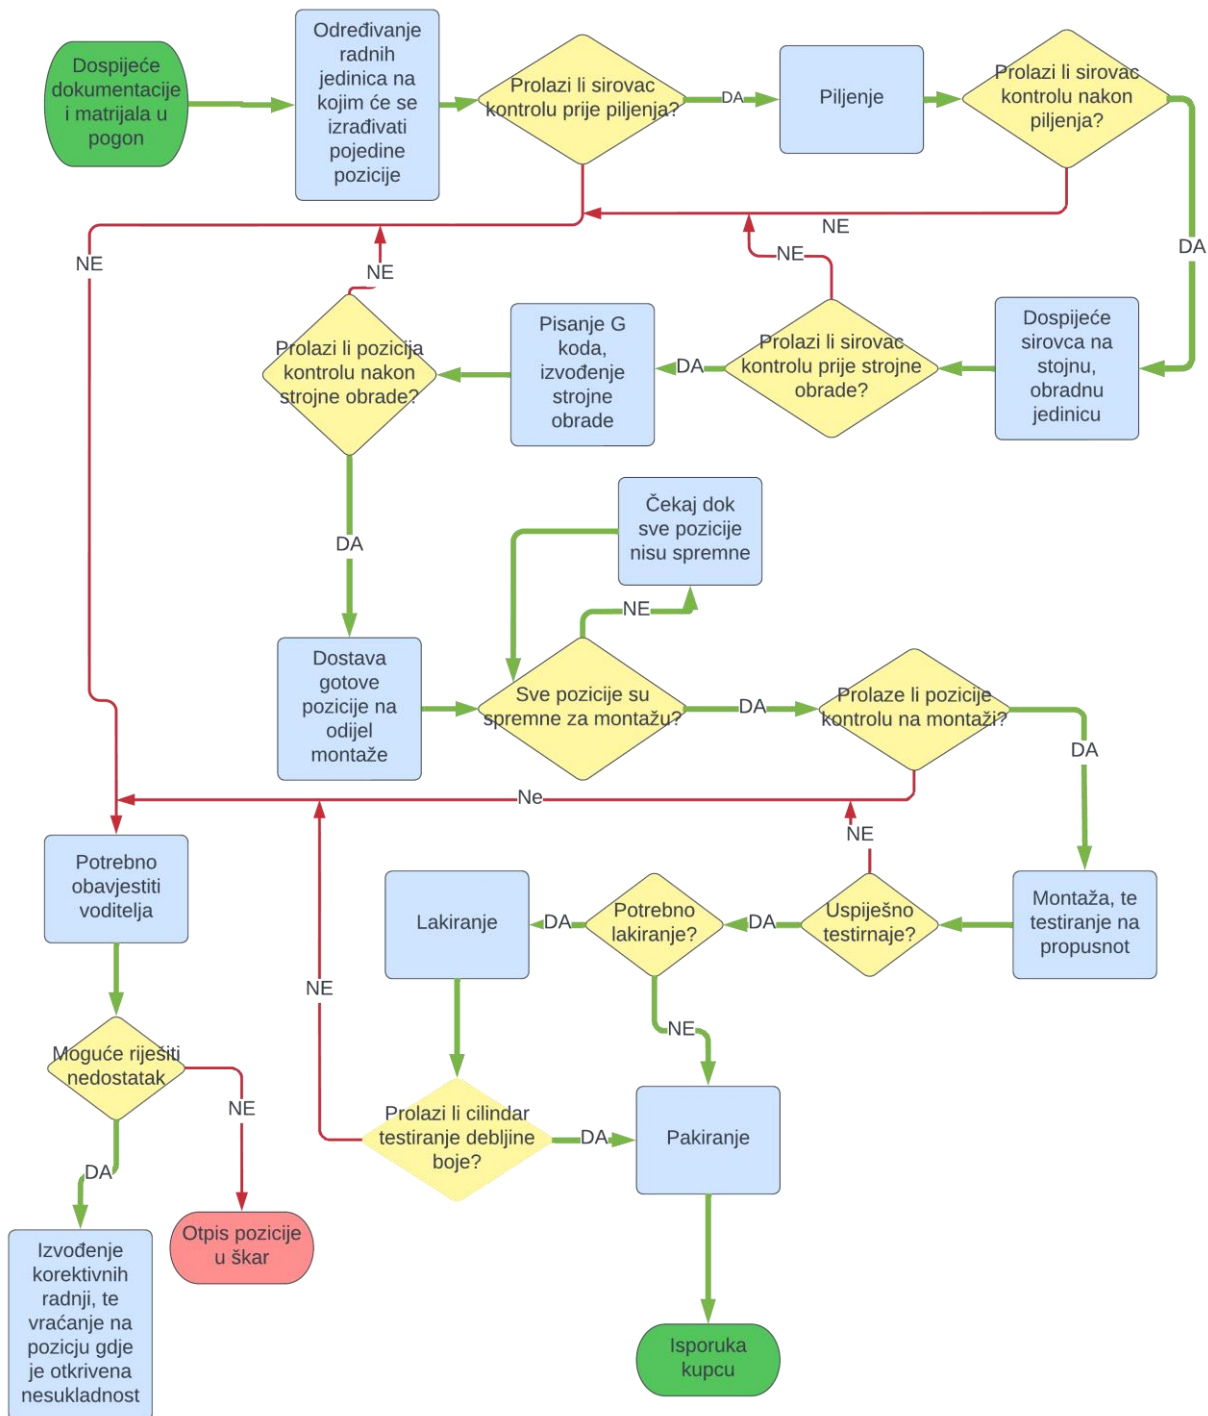 Dospijeće
dokumentacije
i matrijala u
pogon
Određivanje
radnih
jedinica na
kojim će se
izrađivati
pojedine
pozicije
Prolazi li sirovac
kontrolu prije piljenja?
DA
Piljenje
Prolazi li sirovac
kontrolu nakon
piljenja?
NE
DA
NE
NE
NE
Prolazi li pozicija
kontrolu nakon
strojne obrade?
Pisanje G
koda,
izvođenje
strojne
obrade
DA
Prolazi li sirovac
kontrolu prije strojne
obrade?
Dospijeće
sirovca na
stojnu,
obradnu
jedinicu
DA
Čekaj dok
sve pozicije
nisu spremne
NE
Dostava
gotove
pozicije na
odijel
montaže
Sve pozicije su
spremne za montažu?
DA
Prolaze li pozicije
kontrolu na montaži?
DA
Ne
NE
Potrebno
obavjestiti
voditelja
Lakiranje
DA
Potrebno
lakiranje?
DA
Uspiješno
testirnaje?
Montaža, te
testiranje na
propusnot
NE
NE
Moguće riješiti
nedostatak
NE
DA
Prolazi li cilindar
testiranje debljine
boje?
DA
Pakiranje
Otpis pozicije
u škar
Izvođenje
korektivnih
radnji, te
vraćanje na
pozicju gdje
je otkrivena
nesukladnost
Isporuka
kupcu